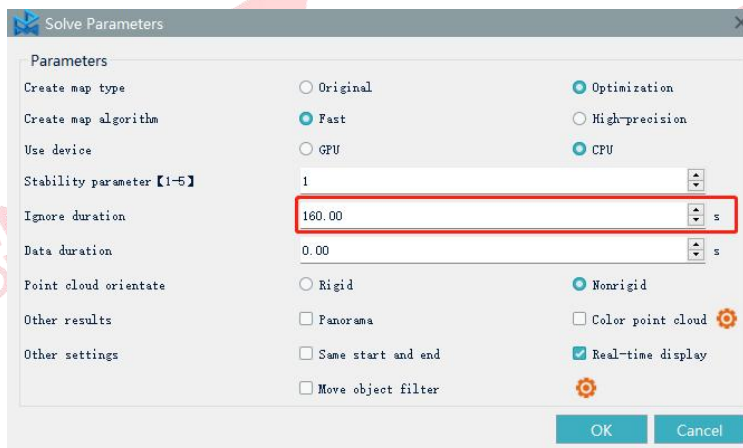 Solve Parameters
Parameters
Create map type Original Optimization
Create map algorithm Fast High-precision
Use device GPU CPU
Stability parameter【1-5】 1
Ignore duration 160.00 s
Data duration 0.00 s
Point cloud orientate Rigid Nonrigid
Other results Panorama Color point cloud
Other settings Same start and end Real-time display
Move object filter
OK Cancel